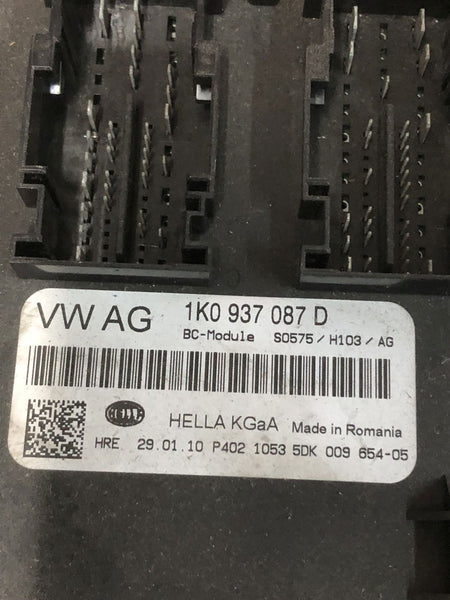 VW AG 1K0 937 087 D
BC-Module S0575/H103/AG
HELLA
HELLA KGaA Made in Romania
HRE 29.01.10 P402 1053 5DK 009 654-05